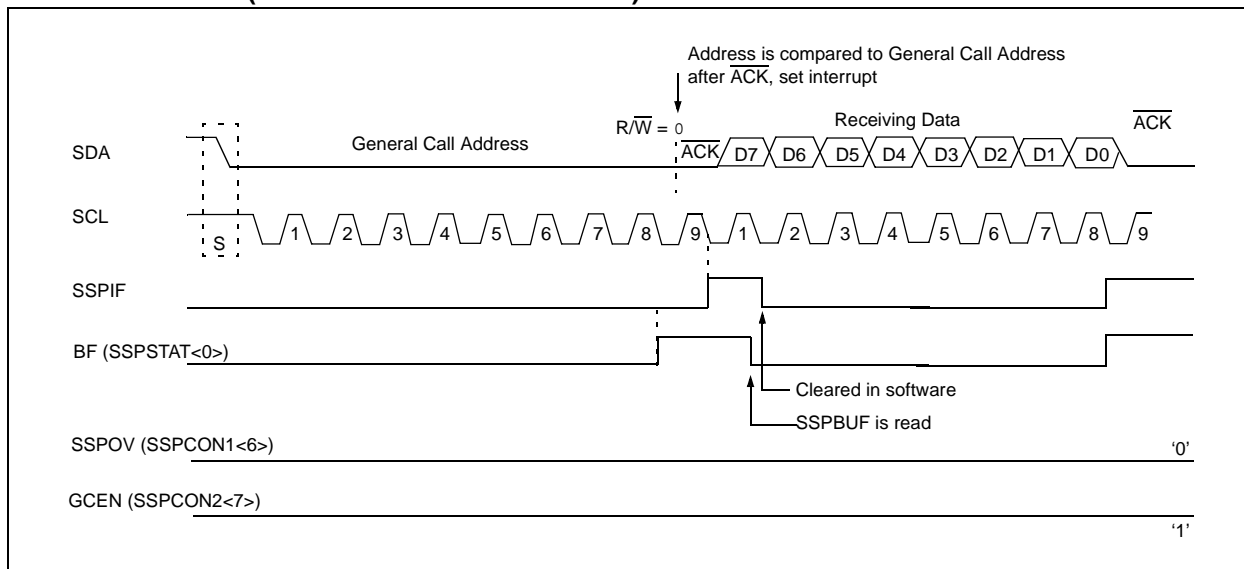 Address is compared to General Call Address
after ACK, set interrupt
R/W = 0
Receiving Data
ACK
SDA
General Call Address
ACK D7 D6 D5 D4 D3 D2 D1 D0
SCL
S
1 2 3 4 5 6 7 8 9 1 2 3 4 5 6 7 8 9
SSPIF
BF (SSPSTAT<0>)
Cleared in software
SSPBUF is read
SSPOV (SSPCON1<6>)
‘0’
GCEN (SSPCON2<7>)
‘1’